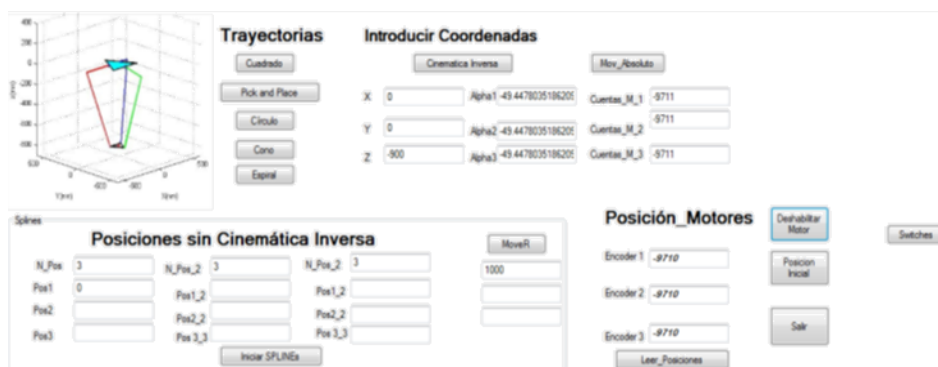 Trayectorias
Cuadrado
Pick and Place
Círculo
Cono
Espiral
Introducir Coordenadas
Cinematica Inversa
Mov_Absoluto
X 0 Alpha1 -49.4478035186205 Cuentas_M_1 -9711
Y 0 Alpha2 -49.4478035186205 Cuentas_M_2 -9711
Z -900 Alpha3 -49.4478035186205 Cuentas_M_3 -9711
Splines
Posiciones sin Cinemática Inversa
MoveR
N_Pos 3 N_Pos_2 3 N_Pos_2 3 1000
Pos1 0 Pos1_2 Pos1_2
Pos2 Pos2_2 Pos2_2
Pos3 Pos 3_3 Pos 3_3
Iniciar SPLINEs
Posición_Motores
Encoder 1 -9710
Encoder 2 -9710
Encoder 3 -9710
Leer_Posiciones
Deshabilitar
Motor
Posicion
Inicial
Salir
Switches